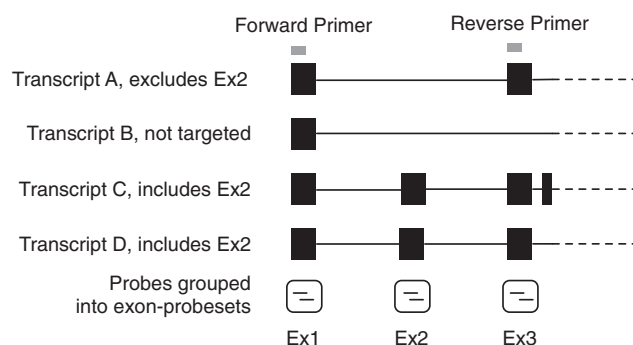 Forward Primer
Reverse Primer
Transcript A, excludes Ex2
Transcript B, not targeted
Transcript C, includes Ex2
Transcript D, includes Ex2
Probes grouped
into exon-probesets
Ex1
Ex2
Ex3